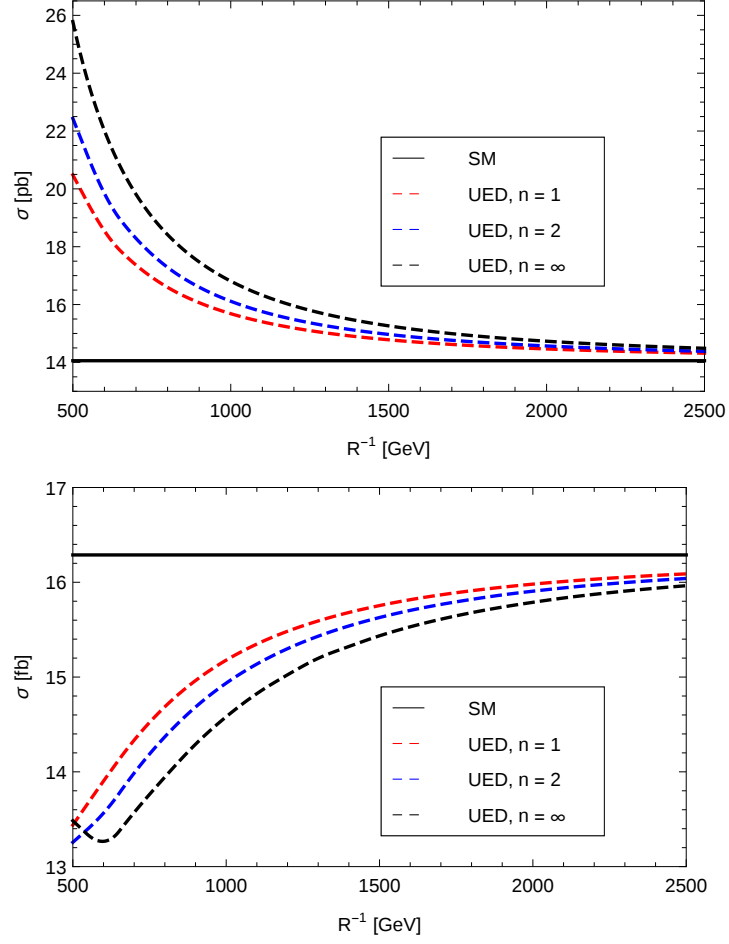 26
24
22
20
18
16
14
σ [pb]
SM
UED, n = 1
UED, n = 2
UED, n = ∞
500 1000 1500 2000 2500
R⁻¹ [GeV]
17
16
15
14
13
σ [fb]
SM
UED, n = 1
UED, n = 2
UED, n = ∞
500 1000 1500 2000 2500
R⁻¹ [GeV]